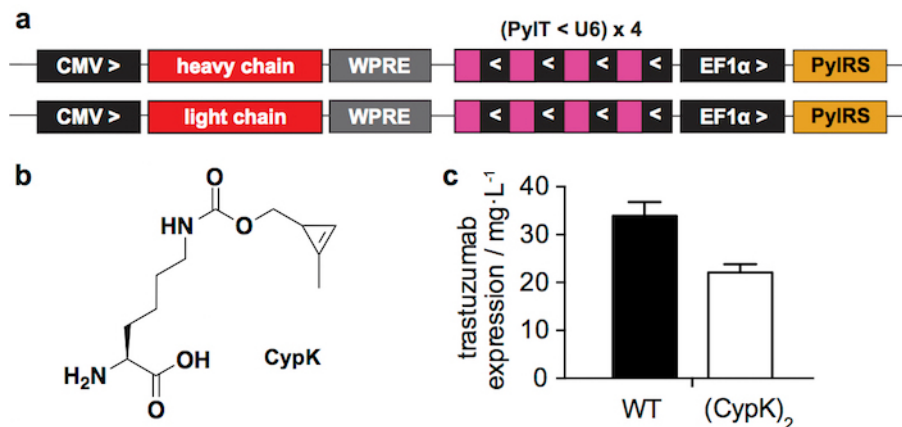 a
(PylT < U6) x 4
CMV > heavy chain WPRE < < < < EF1α > PylRS
CMV > light chain WPRE < < < < EF1α > PylRS
b
O
HN O
H₂N OH
O
CypK
c
trastuzumab
expression / mg·L⁻¹
40
30
20
10
0
WT (CypK)₂